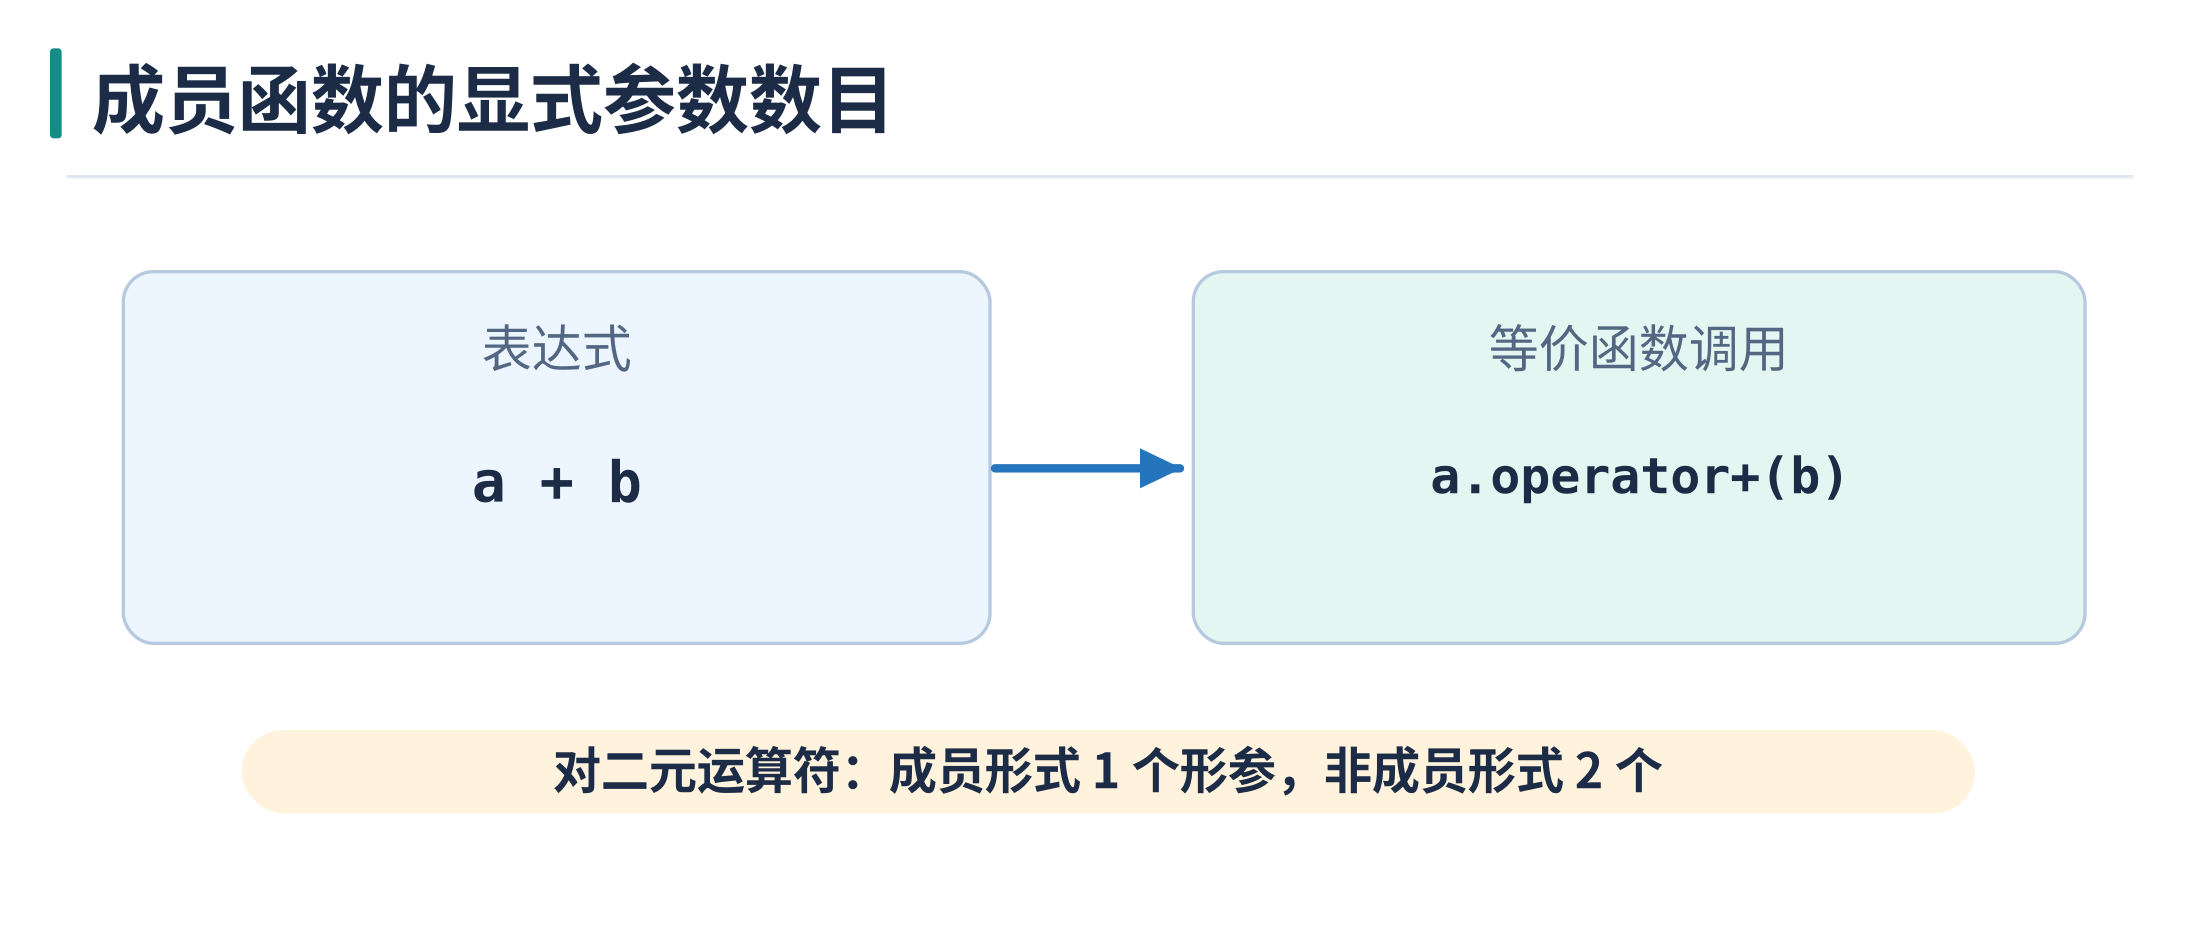 成员函数的显式参数数目
表达式
a + b
等价函数调用
a.operator+(b)
对二元运算符：成员形式 1 个形参，非成员形式 2 个